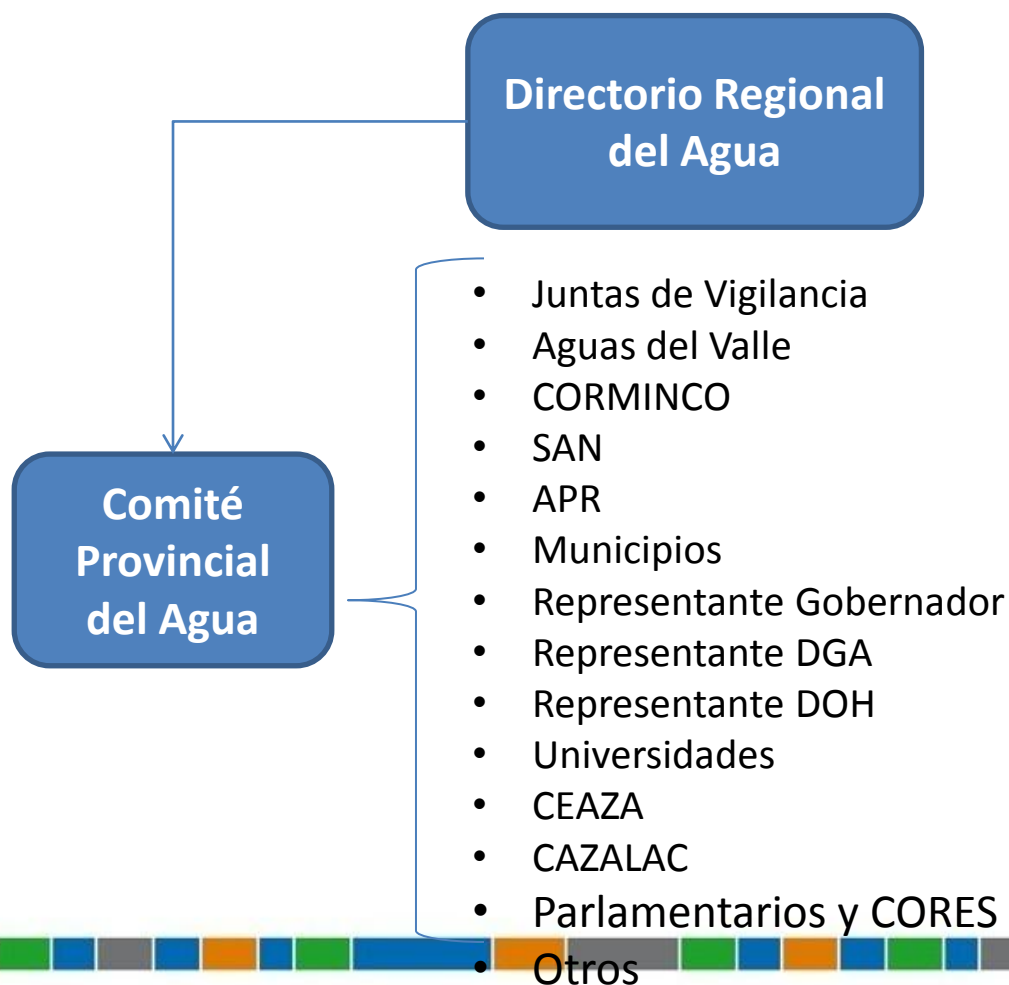 Directorio Regional
del Agua
• Juntas de Vigilancia
• Aguas del Valle
• CORMINCO
• SAN
• APR
• Municipios
• Representante Gobernador
• Representante DGA
• Representante DOH
• Universidades
• CEAZA
• CAZALAC
• Parlamentarios y CORES
• Otros
Comité
Provincial
del Agua